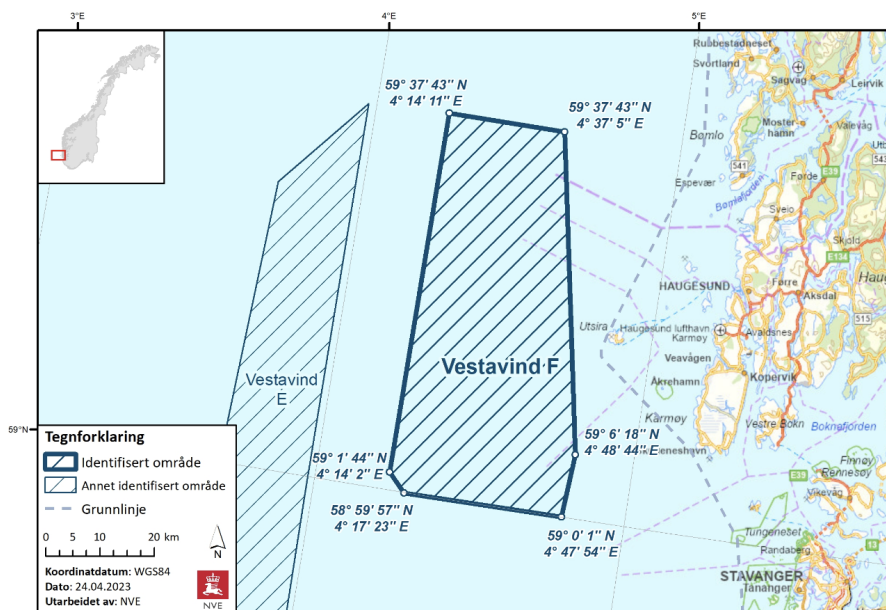 3°E
4°E
5°E
59°N
59° 37' 43'' N
4° 14' 11'' E
59° 37' 43'' N
4° 37' 5'' E
Rubbestadneset
Svortland
Sagvåg
Leirvik
Moster-
hamn
Bømlo
Valevåg
541
Espevær
Førde
E39
Bømlafjorden
Sveio
Skjold
E134
HAUGESUND
Førre
Aksdal
515
Utsira
Haugesund lufthavn
Karmøy
Avaldsnes
Veavågen
Kopervik
Åkrehamn
Karmøy
Vestre Bokn
Boknafjorden
Vestavind
E
Vestavind F
59° 6' 18'' N
4° 48' 44'' E
59° 1' 44'' N
4° 14' 2'' E
58° 59' 57'' N
4° 17' 23'' E
59° 0' 1'' N
4° 47' 54'' E
E39
Finnøy
Rennesøy
Vikevåg
Tungeneset
Randaberg
13
STAVANGER
Tananger
Tegnforklaring
Identifisert område
Annet identifisert område
Grunnlinje
0 5 10 20 km
N
Koordinatdatum: WGS84
Dato: 24.04.2023
Utarbeidet av: NVE
NVE